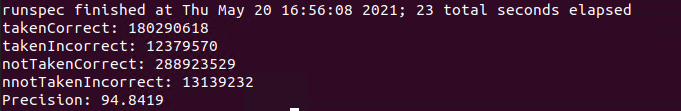 runspec finished at Thu May 20 16:56:08 2021; 23 total seconds elapsed
takenCorrect: 180290618
takenIncorrect: 12379570
notTakenCorrect: 288923529
nnotTakenIncorrect: 13139232
Precision: 94.8419